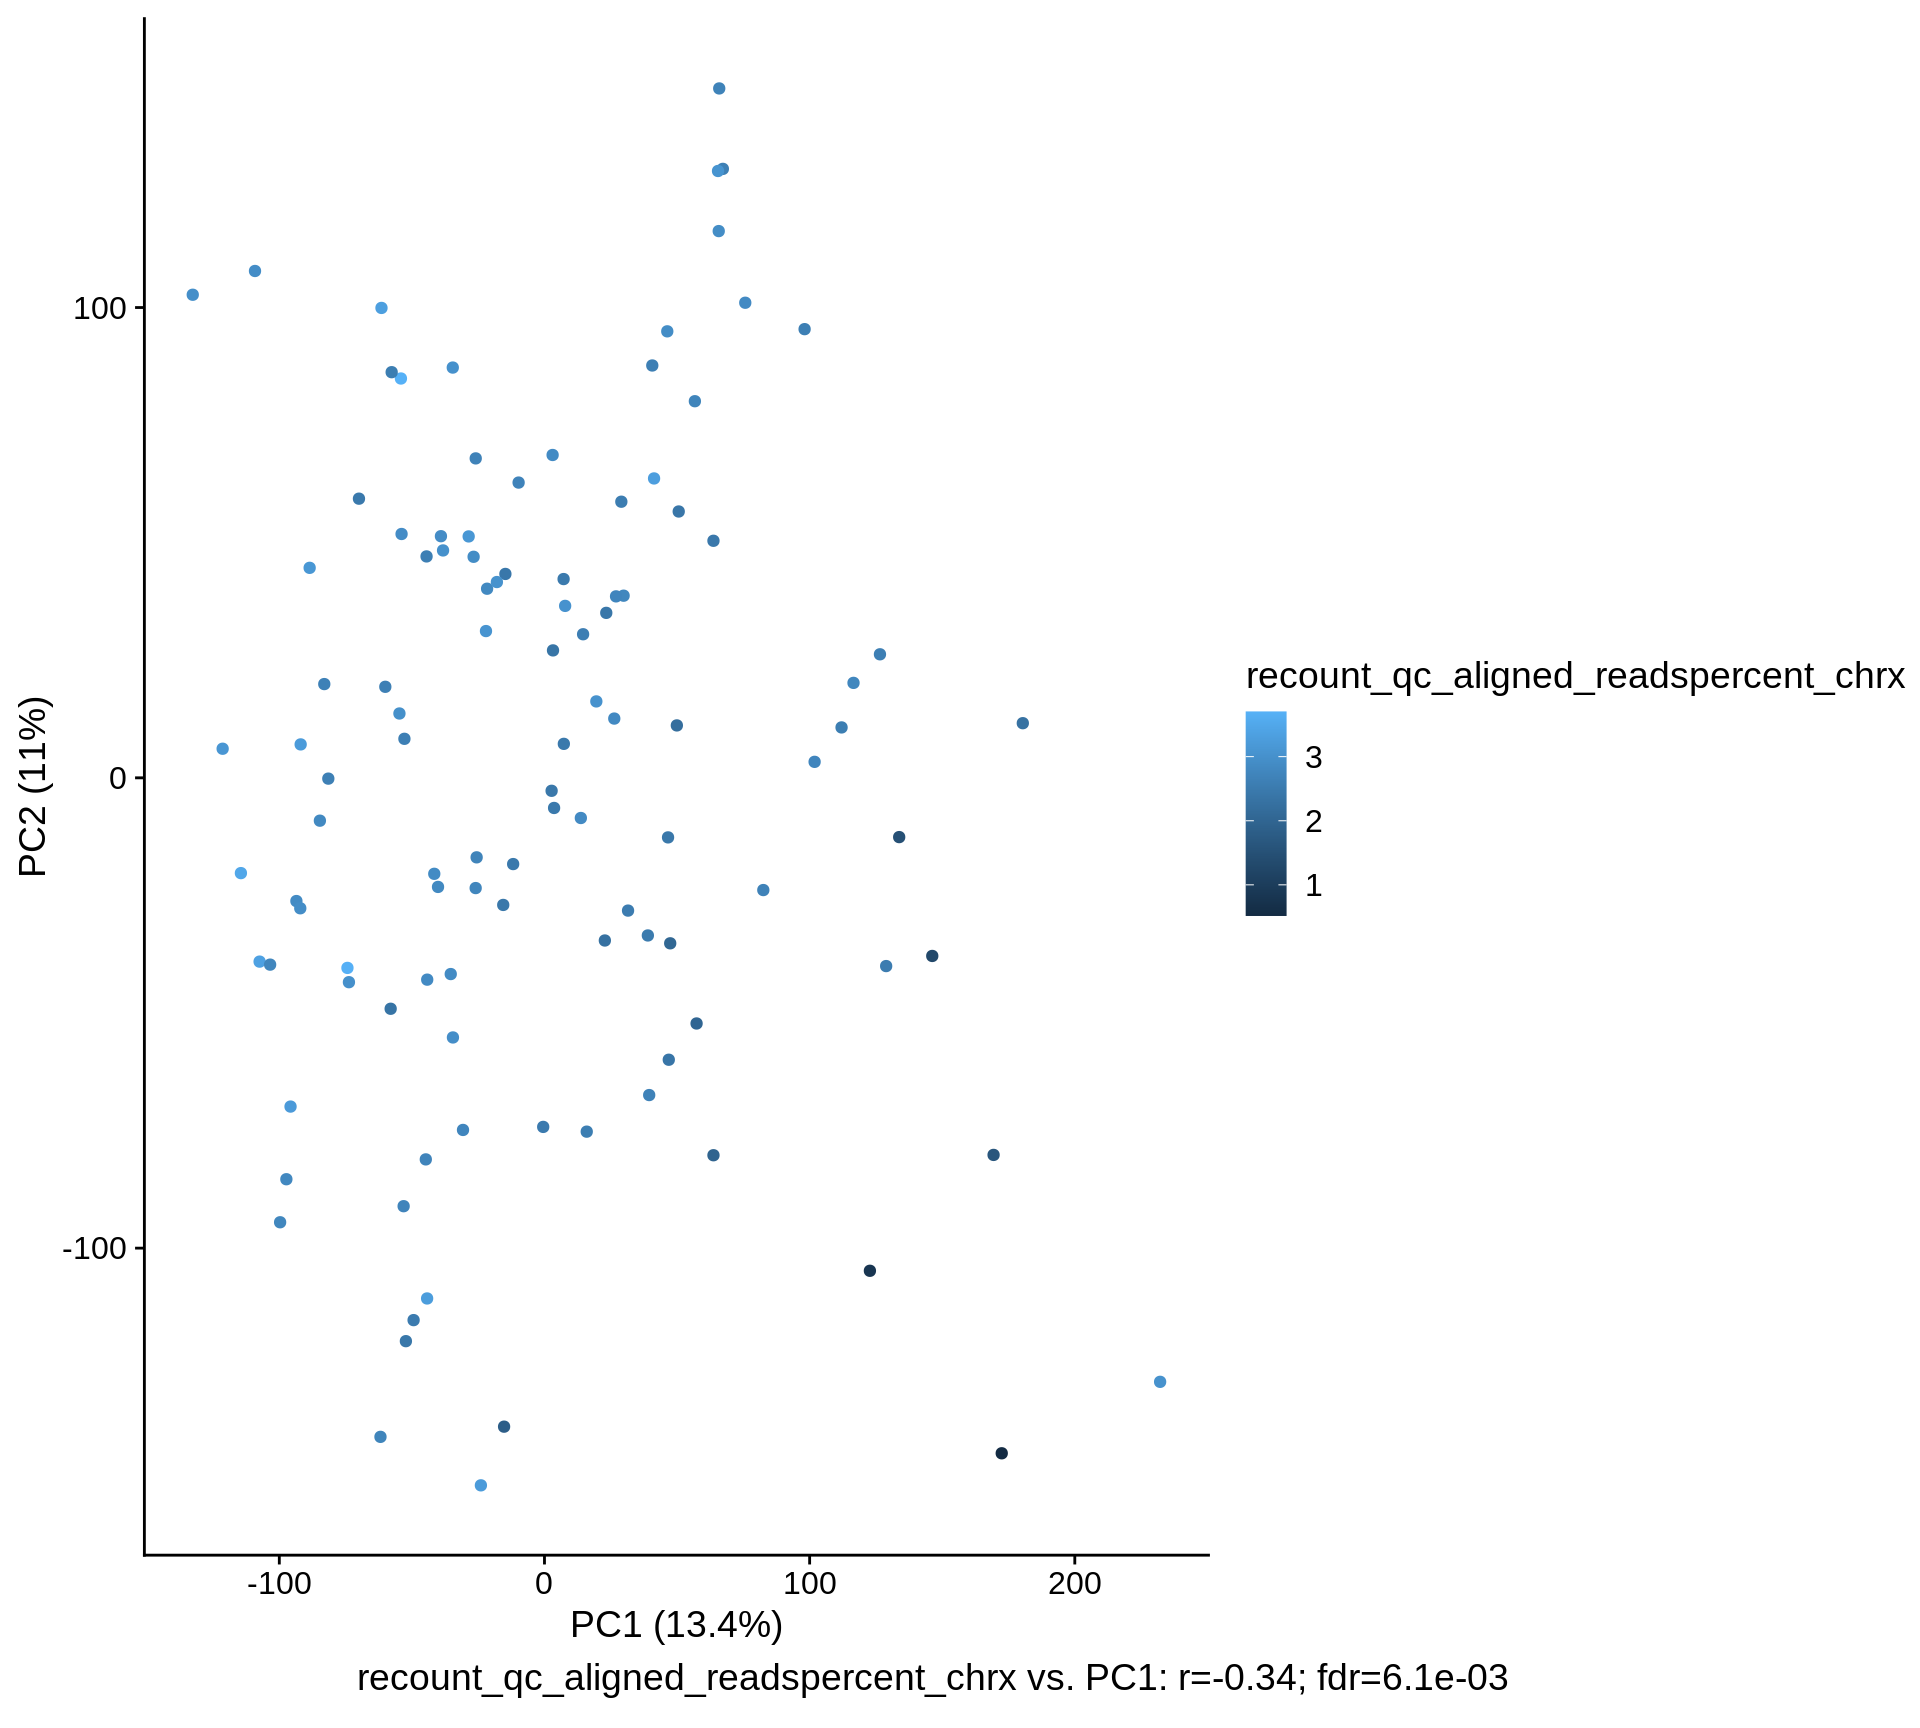 100
0
-100
PC2 (11%)
-100
0
100
200
PC1 (13.4%)
recount_qc_aligned_readspercent_chrx
3
2
1
recount_qc_aligned_readspercent_chrx vs. PC1: r=-0.34; fdr=6.1e-03